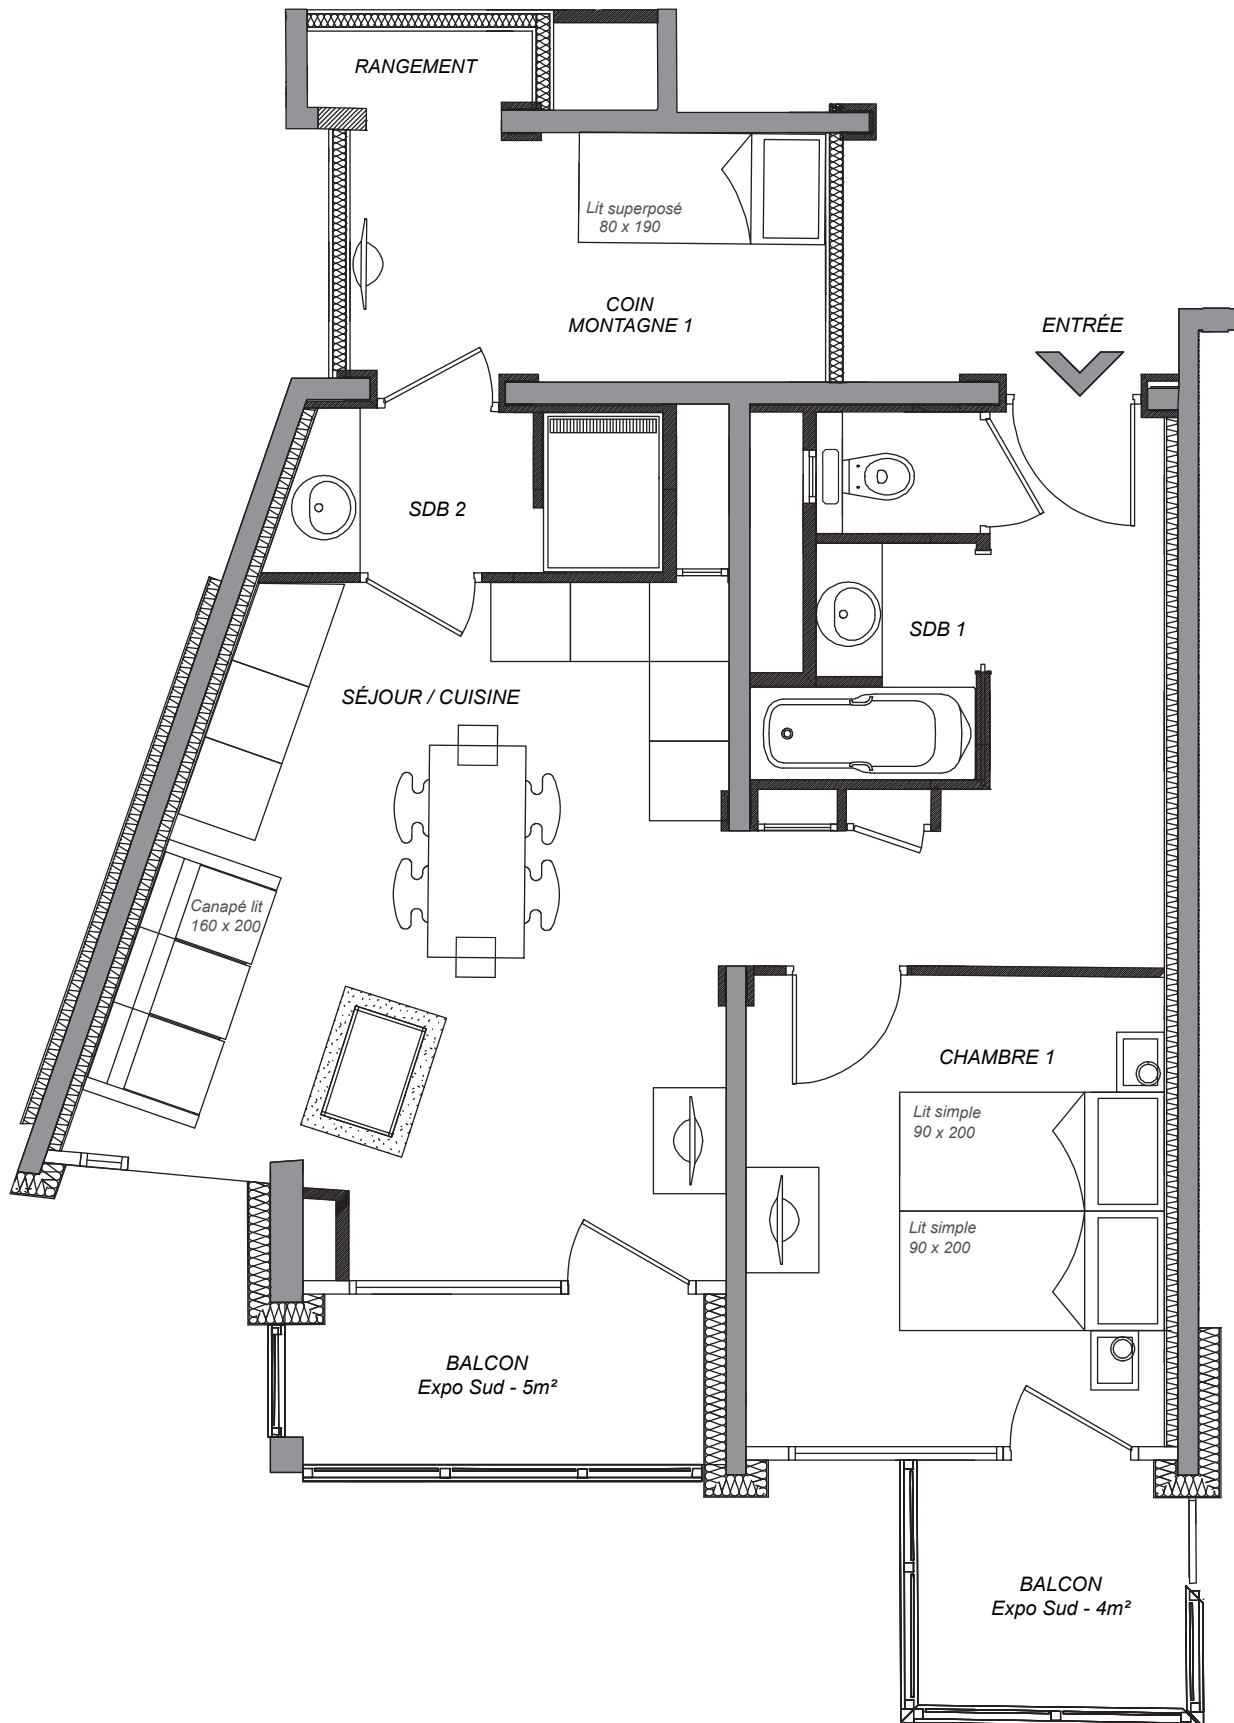 RANGEMENT
Lit superposé
80 x 190
COIN
MONTAGNE 1
ENTRÉE
SDB 2
SDB 1
SÉJOUR / CUISINE
Canapé lit
160 x 200
CHAMBRE 1
Lit simple
90 x 200
Lit simple
90 x 200
BALCON
Expo Sud - 5m²
BALCON
Expo Sud - 4m²